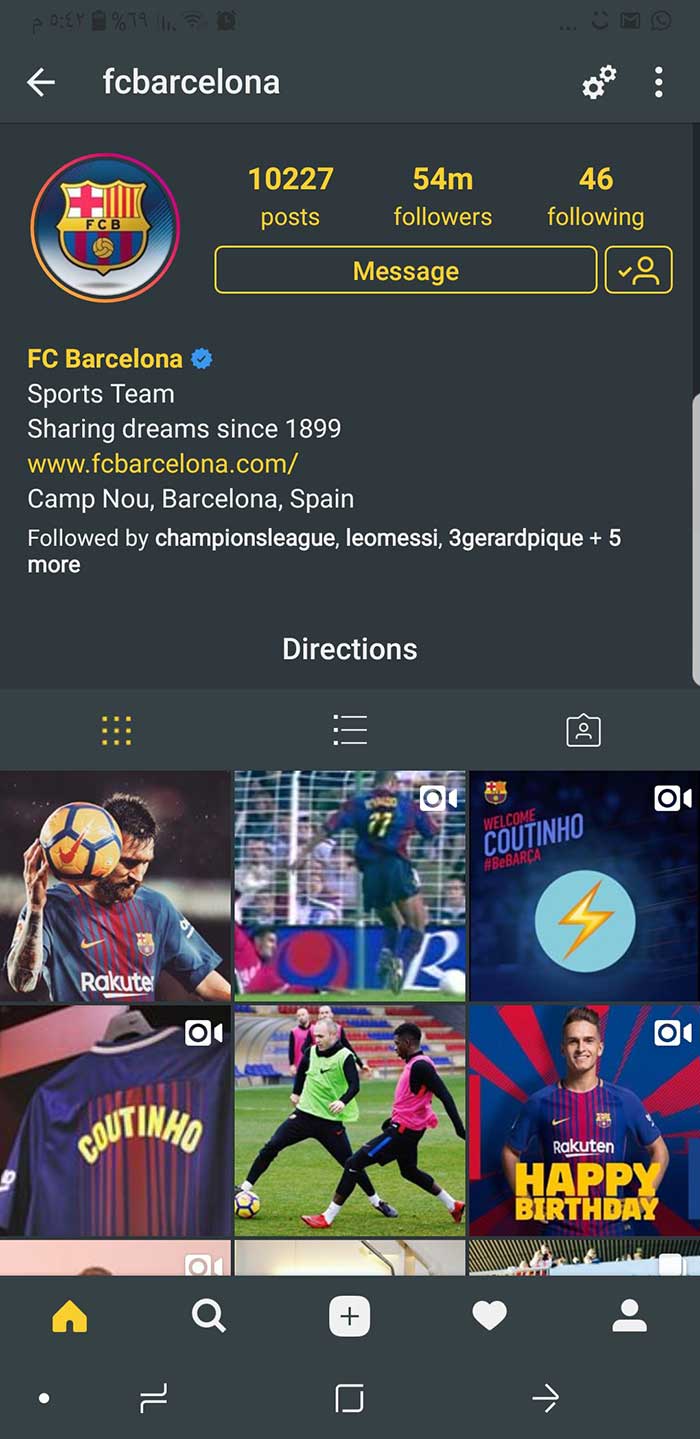 م ٥:٤٢ %٦٩
fcbarcelona
10227 54m 46
posts followers following
Message
FCB
FC Barcelona
Sports Team
Sharing dreams since 1899
www.fcbarcelona.com/
Camp Nou, Barcelona, Spain
Followed by championsleague, leomessi, 3gerardpique + 5
more
Directions
Rakuten
11
R
WELCOME
COUTINHO
#BeBARÇA
COUTINHO
Rakuten
HAPPY
BIRTHDAY